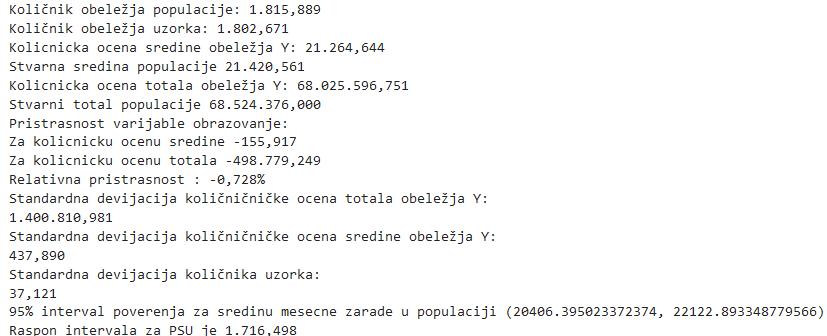 Količnik obeležja populacije: 1.815,889
Količnik obeležja uzorka: 1.802,671
Kolicnicka ocena sredine obeležja Y: 21.264,644
Stvarna sredina populacije 21.420,561
Kolicnicka ocena totala obeležja Y: 68.025.596,751
Stvarni total populacije 68.524.376,000
Pristrasnost varijable obrazovanje:
Za kolicnicku ocenu sredine -155,917
Za kolicnicku ocenu totala -498.779,249
Relativna pristrasnost : -0,728%
Standardna devijacija količničničke ocena totala obeležja Y:
1.400.810,981
Standardna devijacija količničničke ocena sredine obeležja Y:
437,890
Standardna devijacija količnika uzorka:
37,121
95% interval poverenja za sredinu mesecne zarade u populaciji (20406.395023372374, 22122.893348779566)
Raspon intervala za PSU je 1.716,498